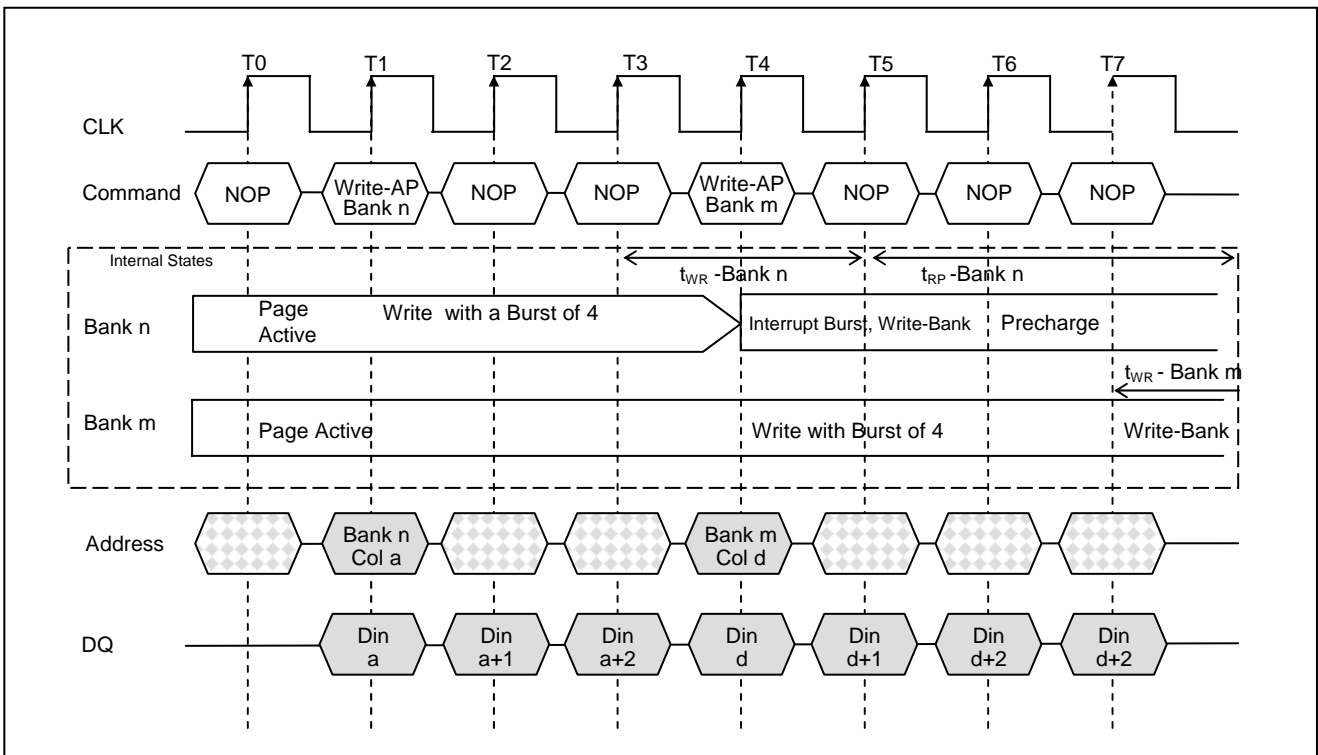 T0 T1 T2 T3 T4 T5 T6 T7
CLK
Command NOP Write-AP Bank n NOP NOP Write-AP Bank m NOP NOP NOP
Internal States
tWR -Bank n tRP -Bank n
Bank n Page Active Write with a Burst of 4 Interrupt Burst, Write-Bank Precharge
tWR - Bank m
Bank m Page Active Write with Burst of 4 Write-Bank
Address Bank n Col a Bank m Col d
DQ Din a Din a+1 Din a+2 Din d Din d+1 Din d+2 Din d+2